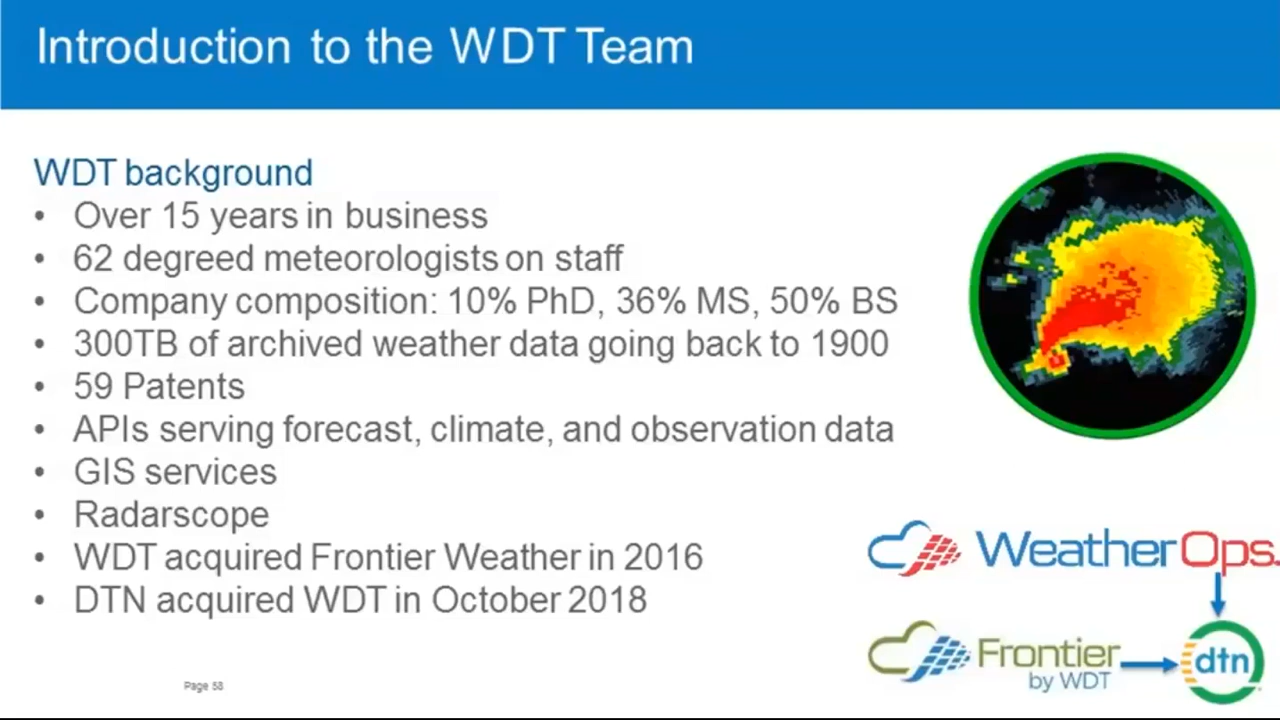 Introduction to the WDT Team
WDT background
• Over 15 years in business
• 62 degreed meteorologists on staff
• Company composition: 10% PhD, 36% MS, 50% BS
• 300TB of archived weather data going back to 1900
• 59 Patents
• APIs serving forecast, climate, and observation data
• GIS services
• Radarscope
• WDT acquired Frontier Weather in 2016
• DTN acquired WDT in October 2018
WeatherOps
Frontier
by WDT
dtn
Page 58